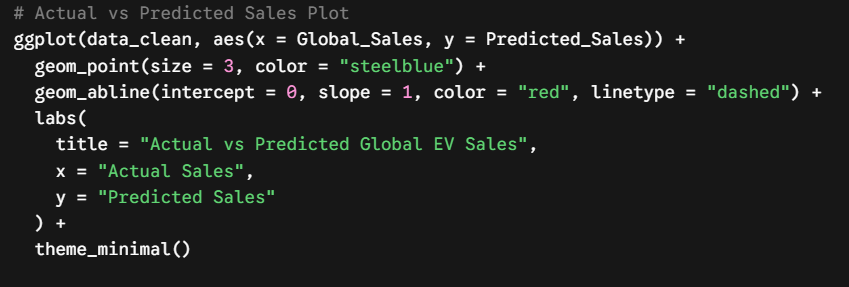 # Actual vs Predicted Sales Plot
ggplot(data_clean, aes(x = Global_Sales, y = Predicted_Sales)) +
  geom_point(size = 3, color = "steelblue") +
  geom_abline(intercept = 0, slope = 1, color = "red", linetype = "dashed") +
  labs(
    title = "Actual vs Predicted Global EV Sales",
    x = "Actual Sales",
    y = "Predicted Sales"
  ) +
  theme_minimal()